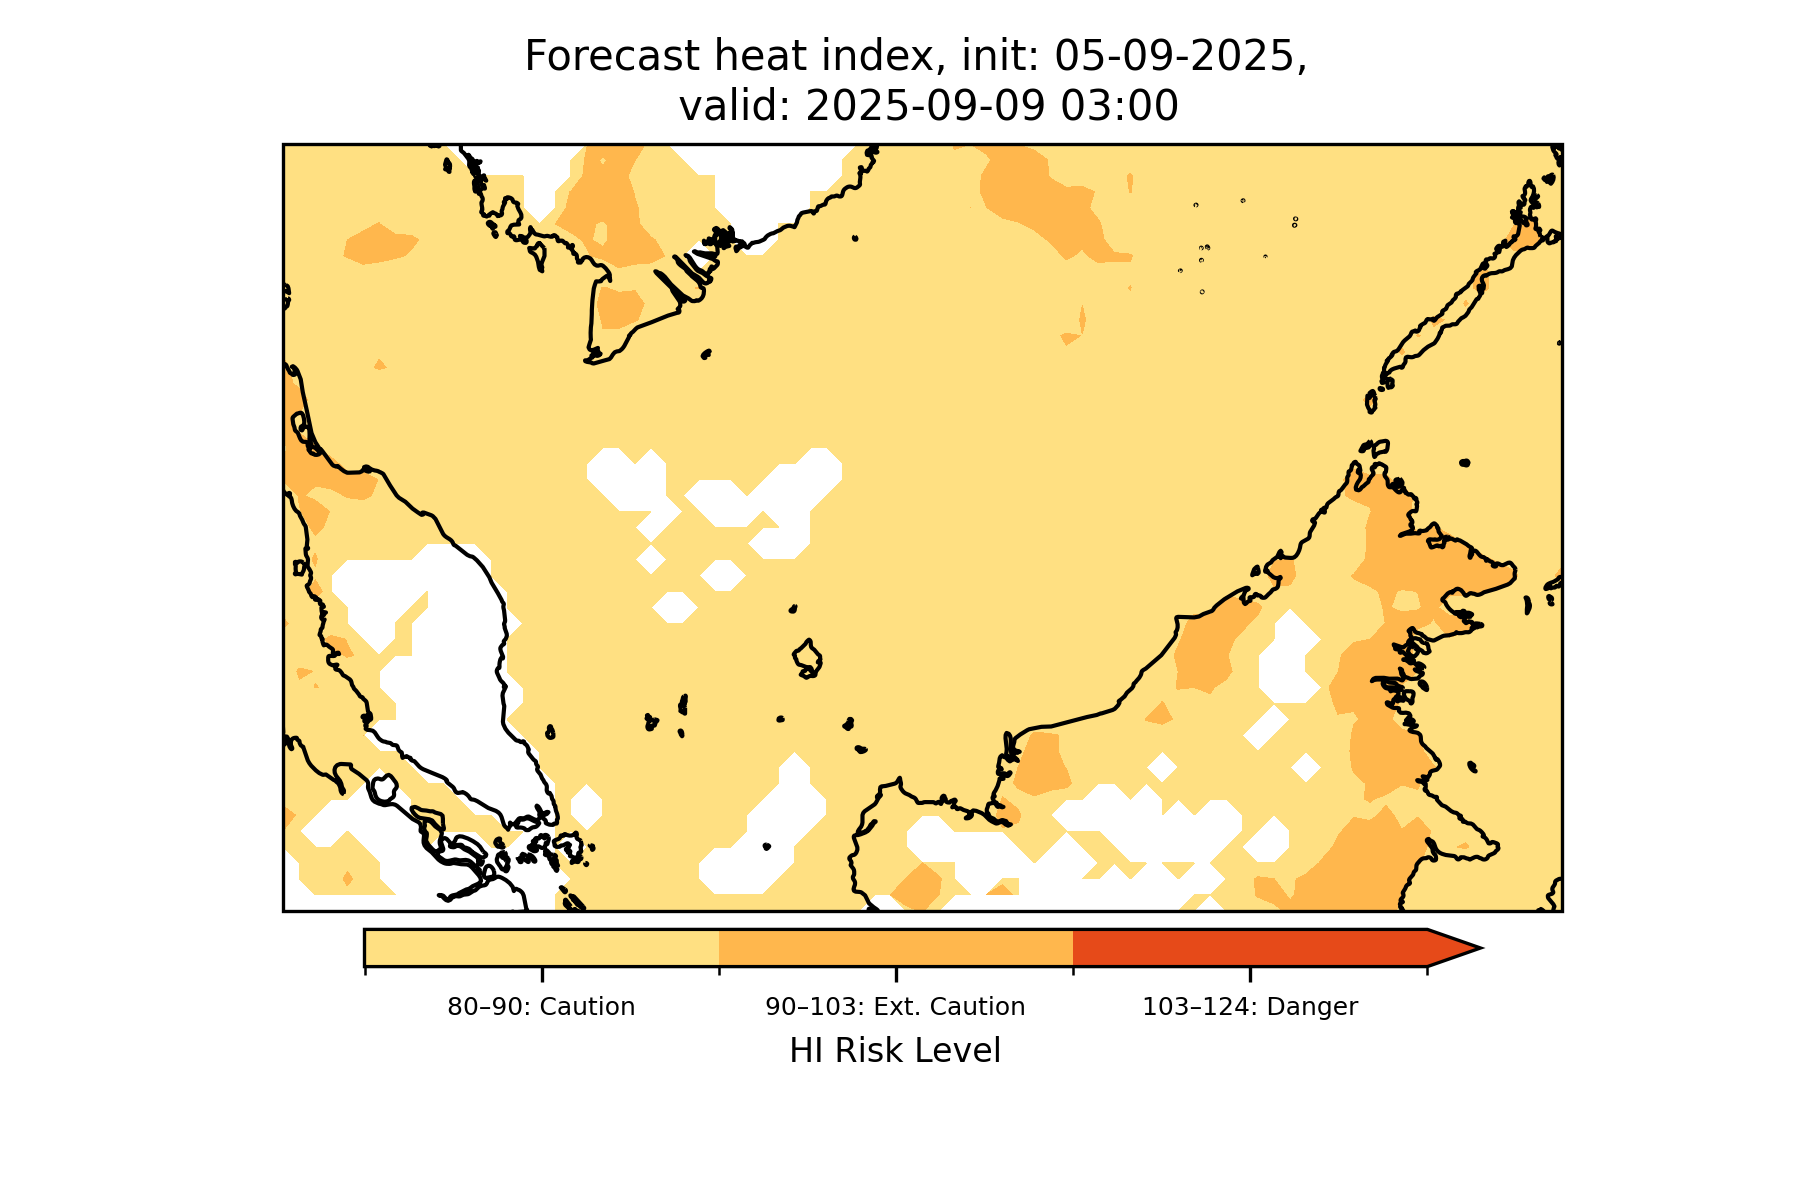 Forecast heat index, init: 05-09-2025,
valid: 2025-09-09 03:00
80–90: Caution
90–103: Ext. Caution
103–124: Danger
HI Risk Level